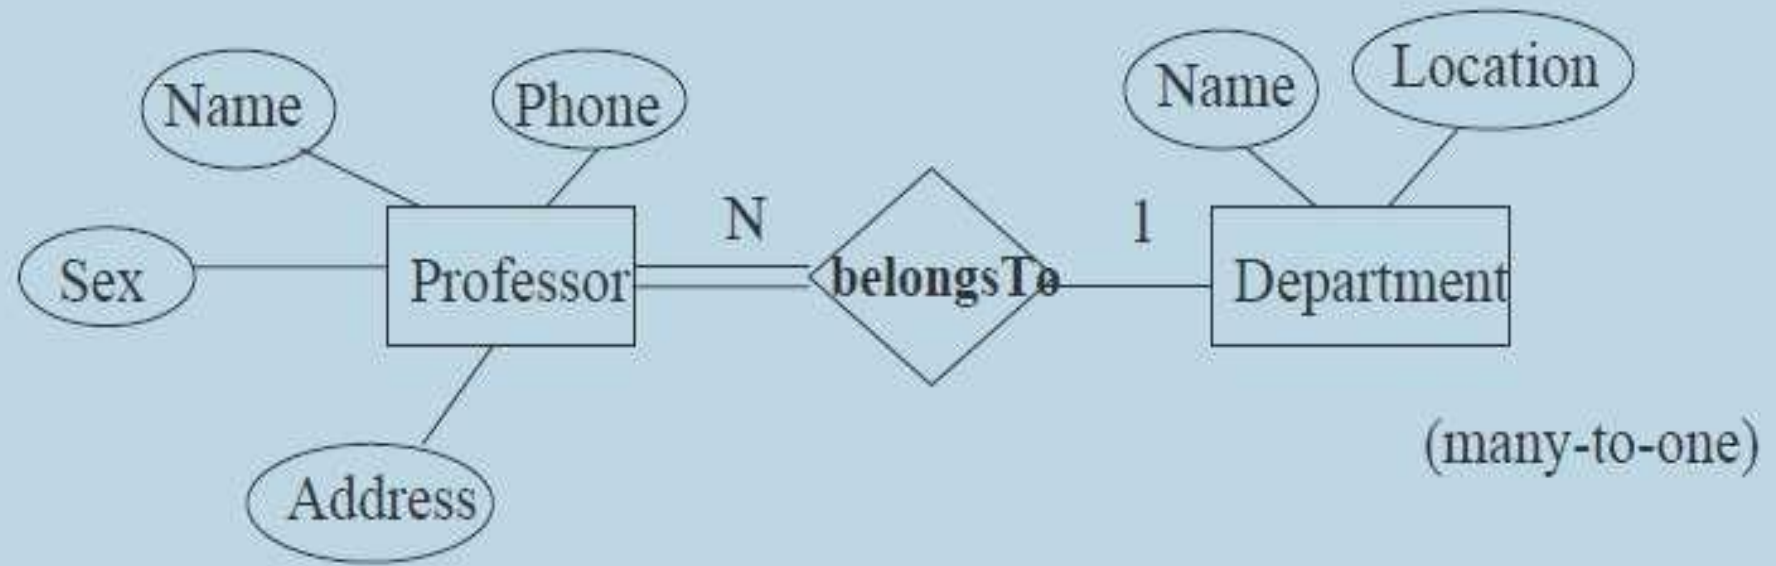 Name
Phone
Name
Location
Sex
Professor
N
belongsTo
1
Department
(many-to-one)
Address